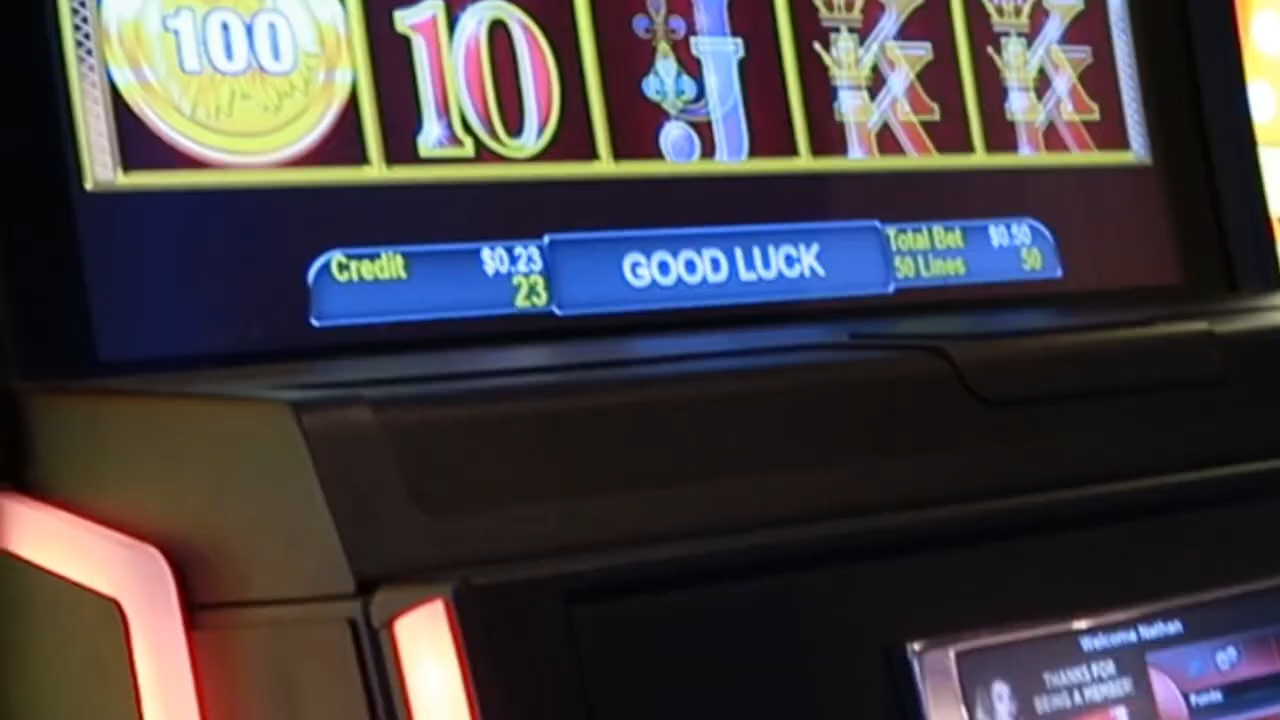 100
10
J
K
K
Credit $0.23
23
GOOD LUCK
Total Bet $0.50
50 Lines 50
Welcome Nathan
THANKS FOR
BEING A MEMBER!
0
Points